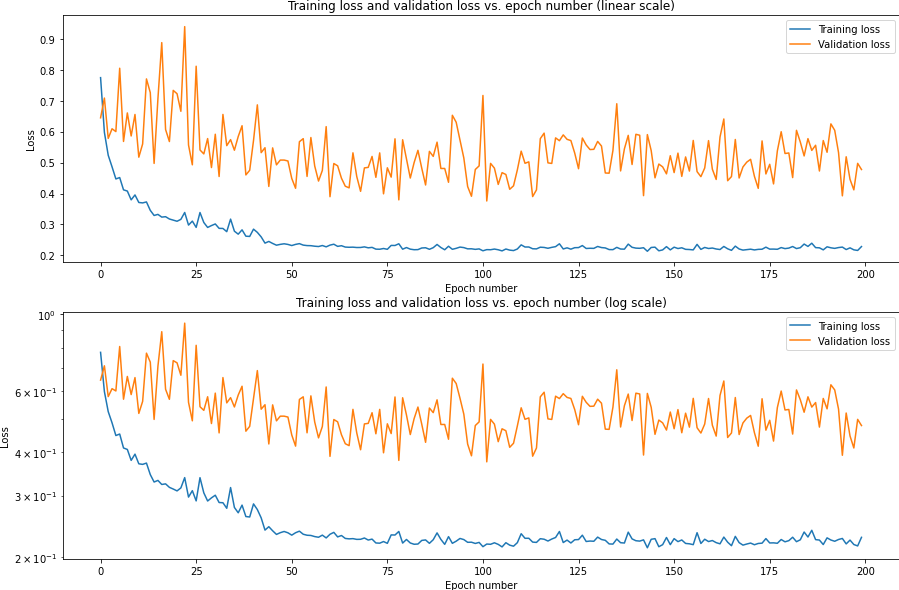 Training loss and validation loss vs. epoch number (linear scale)
Training loss
Validation loss
0.9
0.8
0.7
0.6
0.5
0.4
0.3
0.2
Loss
0 25 50 75 100 125 150 175 200
Epoch number
Training loss and validation loss vs. epoch number (log scale)
Training loss
Validation loss
10⁰
6 × 10⁻¹
4 × 10⁻¹
3 × 10⁻¹
2 × 10⁻¹
Loss
0 25 50 75 100 125 150 175 200
Epoch number